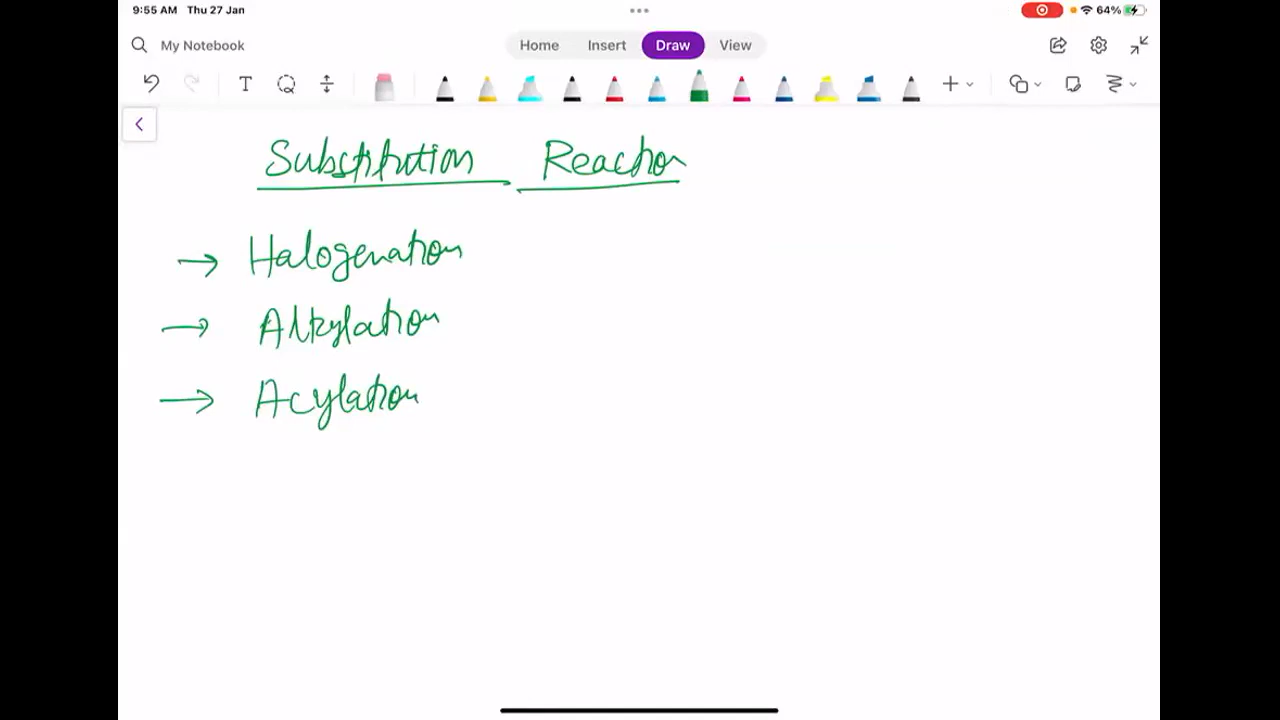 9:55 AM Thu 27 Jan
64%
My Notebook
Home Insert Draw View
T
Substitution Reaction
→ Halogenation
→ Alkylation
→ Acylation